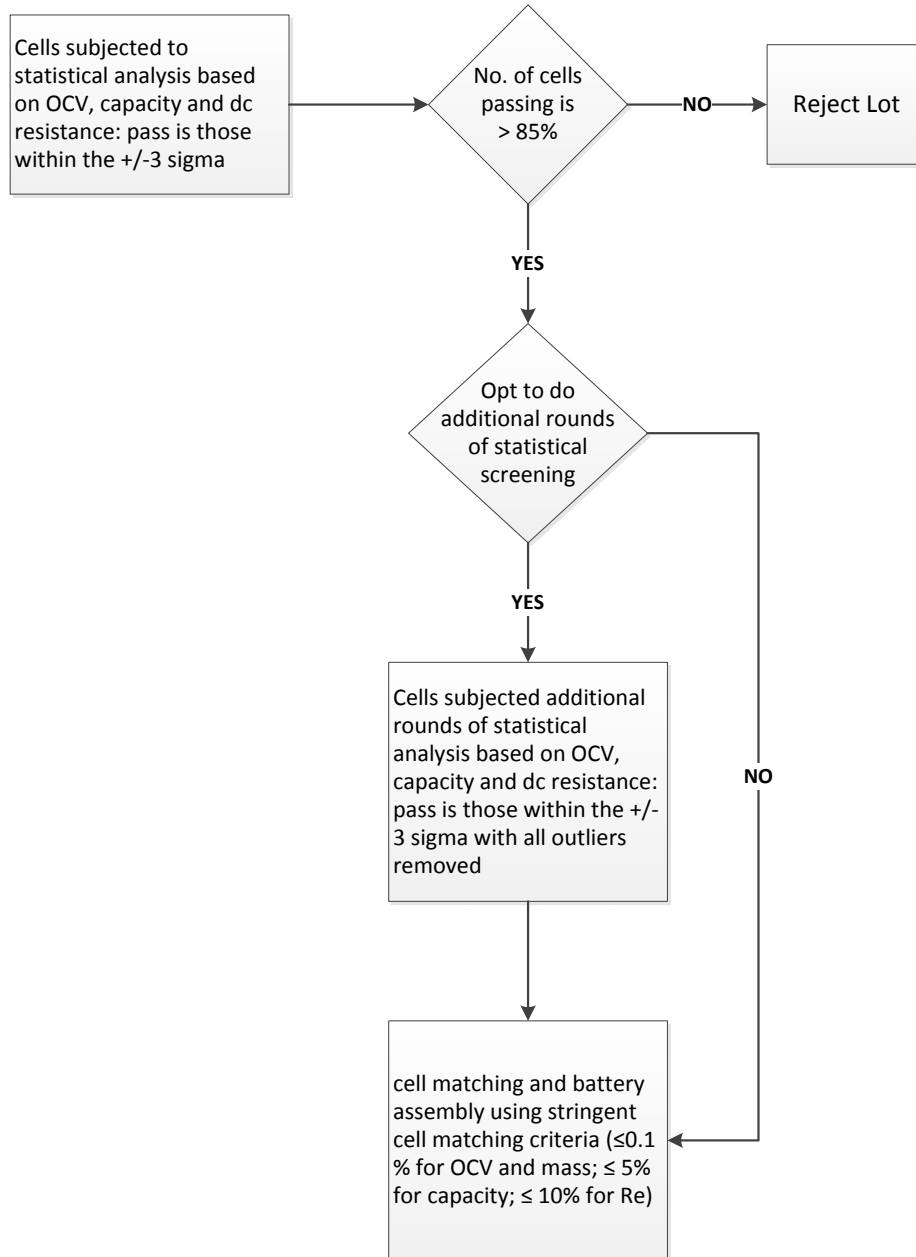 Cells subjected to
statistical analysis based
on OCV, capacity and dc
resistance: pass is those
within the +/-3 sigma
No. of cells
passing is
> 85%
NO
Reject Lot
YES
Opt to do
additional rounds
of statistical
screening
YES
NO
Cells subjected additional
rounds of statistical
analysis based on OCV,
capacity and dc resistance:
pass is those within the +/-
3 sigma with all outliers
removed
cell matching and battery
assembly using stringent
cell matching criteria (≤0.1
% for OCV and mass; ≤ 5%
for capacity; ≤ 10% for Re)